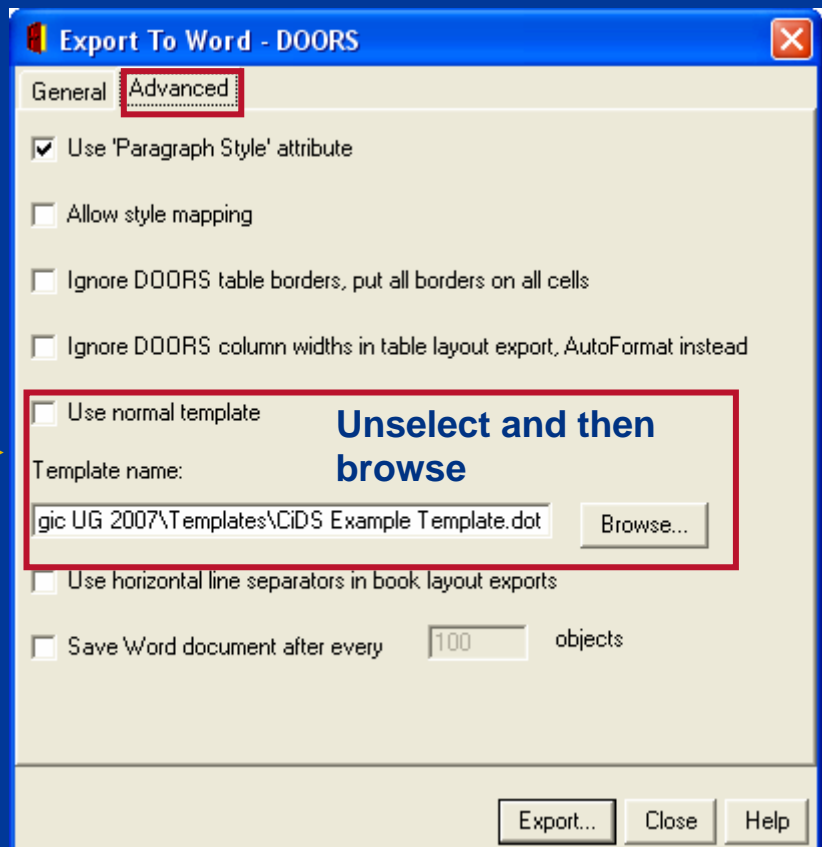 Export To Word - DOORS
General Advanced
Use 'Paragraph Style' attribute
Allow style mapping
Ignore DOORS table borders, put all borders on all cells
Ignore DOORS column widths in table layout export, AutoFormat instead
Use normal template
Unselect and then
browse
Template name:
gic UG 2007\Templates\CiDS Example Template.dot Browse...
Use horizontal line separators in book layout exports
Save Word document after every 100 objects
Export... Close Help